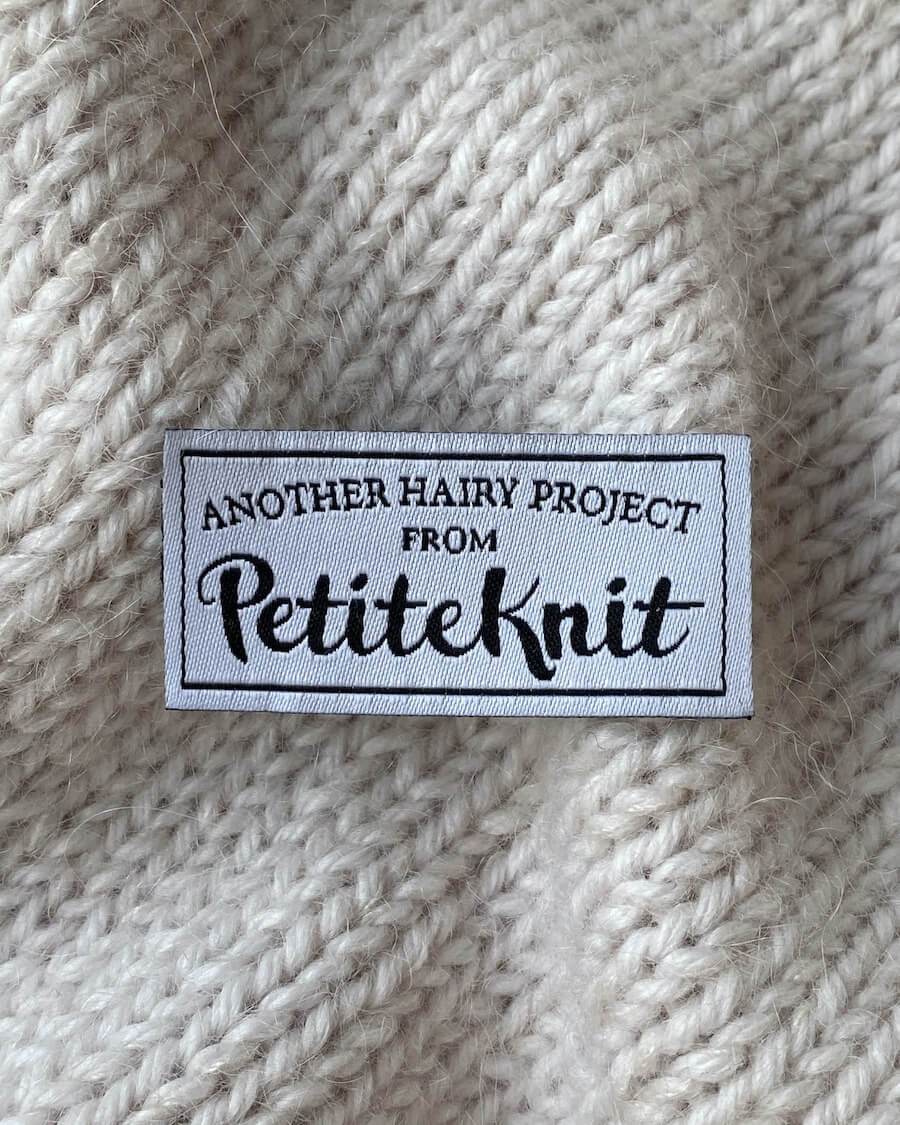 ANOTHER HAIRY PROJECT
FROM
PetiteKnit